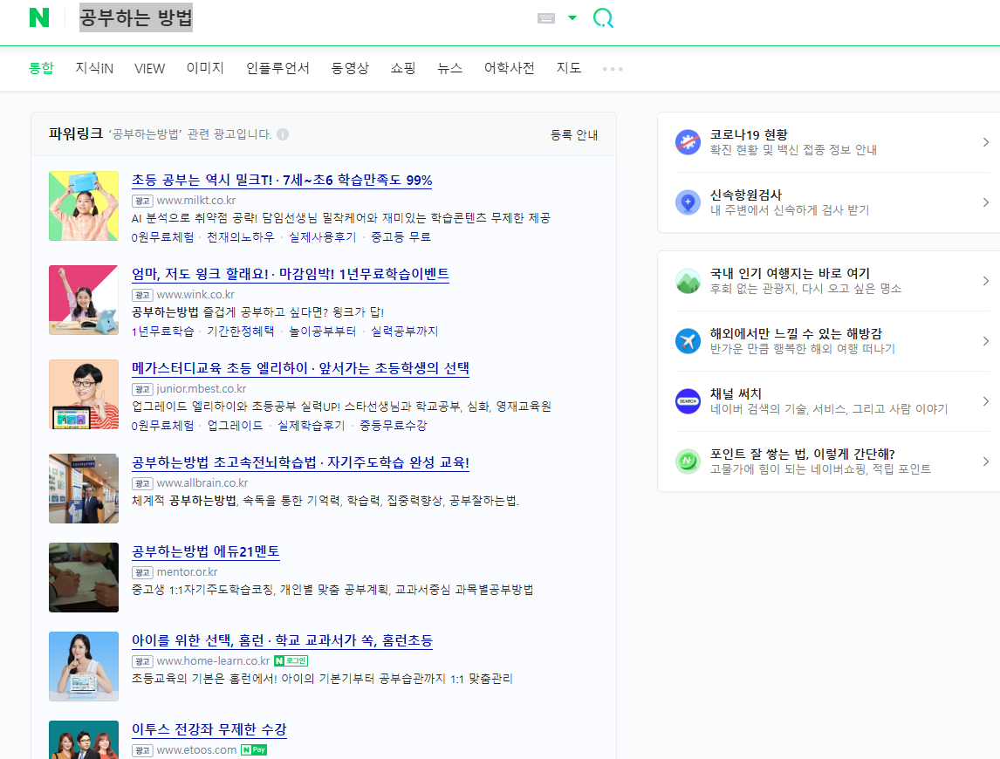 N 공부하는 방법
통합 지식iN VIEW 이미지 인플루언서 동영상 쇼핑 뉴스 어학사전 지도
파워링크 '공부하는방법' 관련 광고입니다. 등록 안내
초등 공부는 역시 밀크T! · 7세~초6 학습만족도 99%
광고 www.milkt.co.kr
AI 분석으로 취약점 공략! 담임선생님 밀착케어와 재미있는 학습콘텐츠 무제한 제공
0원무료체험 · 천재의노하우 · 실제사용후기 · 중고등 무료
엄마, 저도 윙크 할래요! · 마감임박! 1년무료학습이벤트
광고 www.wink.co.kr
공부하는방법 즐겁게 공부하고 싶다면? 윙크가 답!
1년무료학습 · 기간한정혜택 · 놀이공부부터 · 실력공부까지
메가스터디교육 초등 엘리하이 · 앞서가는 초등학생의 선택
광고 junior.mbest.co.kr
업그레이드 엘리하이와 초등공부 실력UP! 스타선생님과 학교공부, 심화, 영재교육원
0원무료체험 · 업그레이드 · 실제학습후기 · 중등무료수강
공부하는방법 초고속전뇌학습법 · 자기주도학습 완성 교육!
광고 www.allbrain.co.kr
체계적 공부하는방법, 속독을 통한 기억력, 학습력, 집중력향상, 공부잘하는법.
공부하는방법 에듀21멘토
광고 mentor.or.kr
중고생 1:1자기주도학습코칭, 개인별 맞춤 공부계획, 교과서중심 과목별공부방법
아이를 위한 선택, 홈런 · 학교 교과서가 쏙, 홈런초등
광고 www.home-learn.co.kr N 로그인
초등교육의 기본은 홈런에서! 아이의 기본기부터 공부습관까지 1:1 맞춤관리
이투스 전강좌 무제한 수강
광고 www.etoos.com N Pay
코로나19 현황
확진 현황 및 백신 접종 정보 안내
신속항원검사
내 주변에서 신속하게 검사 받기
국내 인기 여행지는 바로 여기
후회 없는 관광지, 다시 오고 싶은 명소
해외에서만 느낄 수 있는 해방감
반가운 만큼 행복한 해외 여행 떠나기
SEARCH
채널 써치
네이버 검색의 기술, 서비스, 그리고 사람 이야기
포인트 잘 쌓는 법, 이렇게 간단해?
고물가에 힘이 되는 네이버쇼핑, 적립 포인트